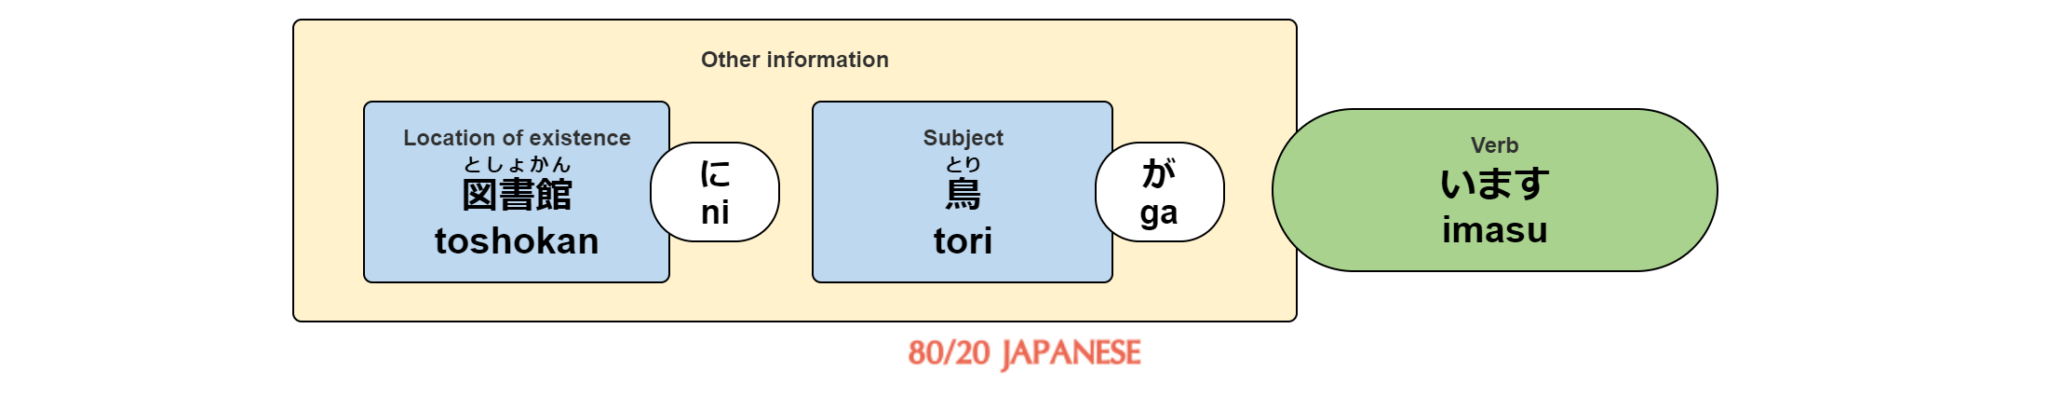 Other information
Location of existence
としょかん
図書館
toshokan
に
ni
Subject
とり
鳥
tori
が
ga
Verb
います
imasu
80/20 JAPANESE